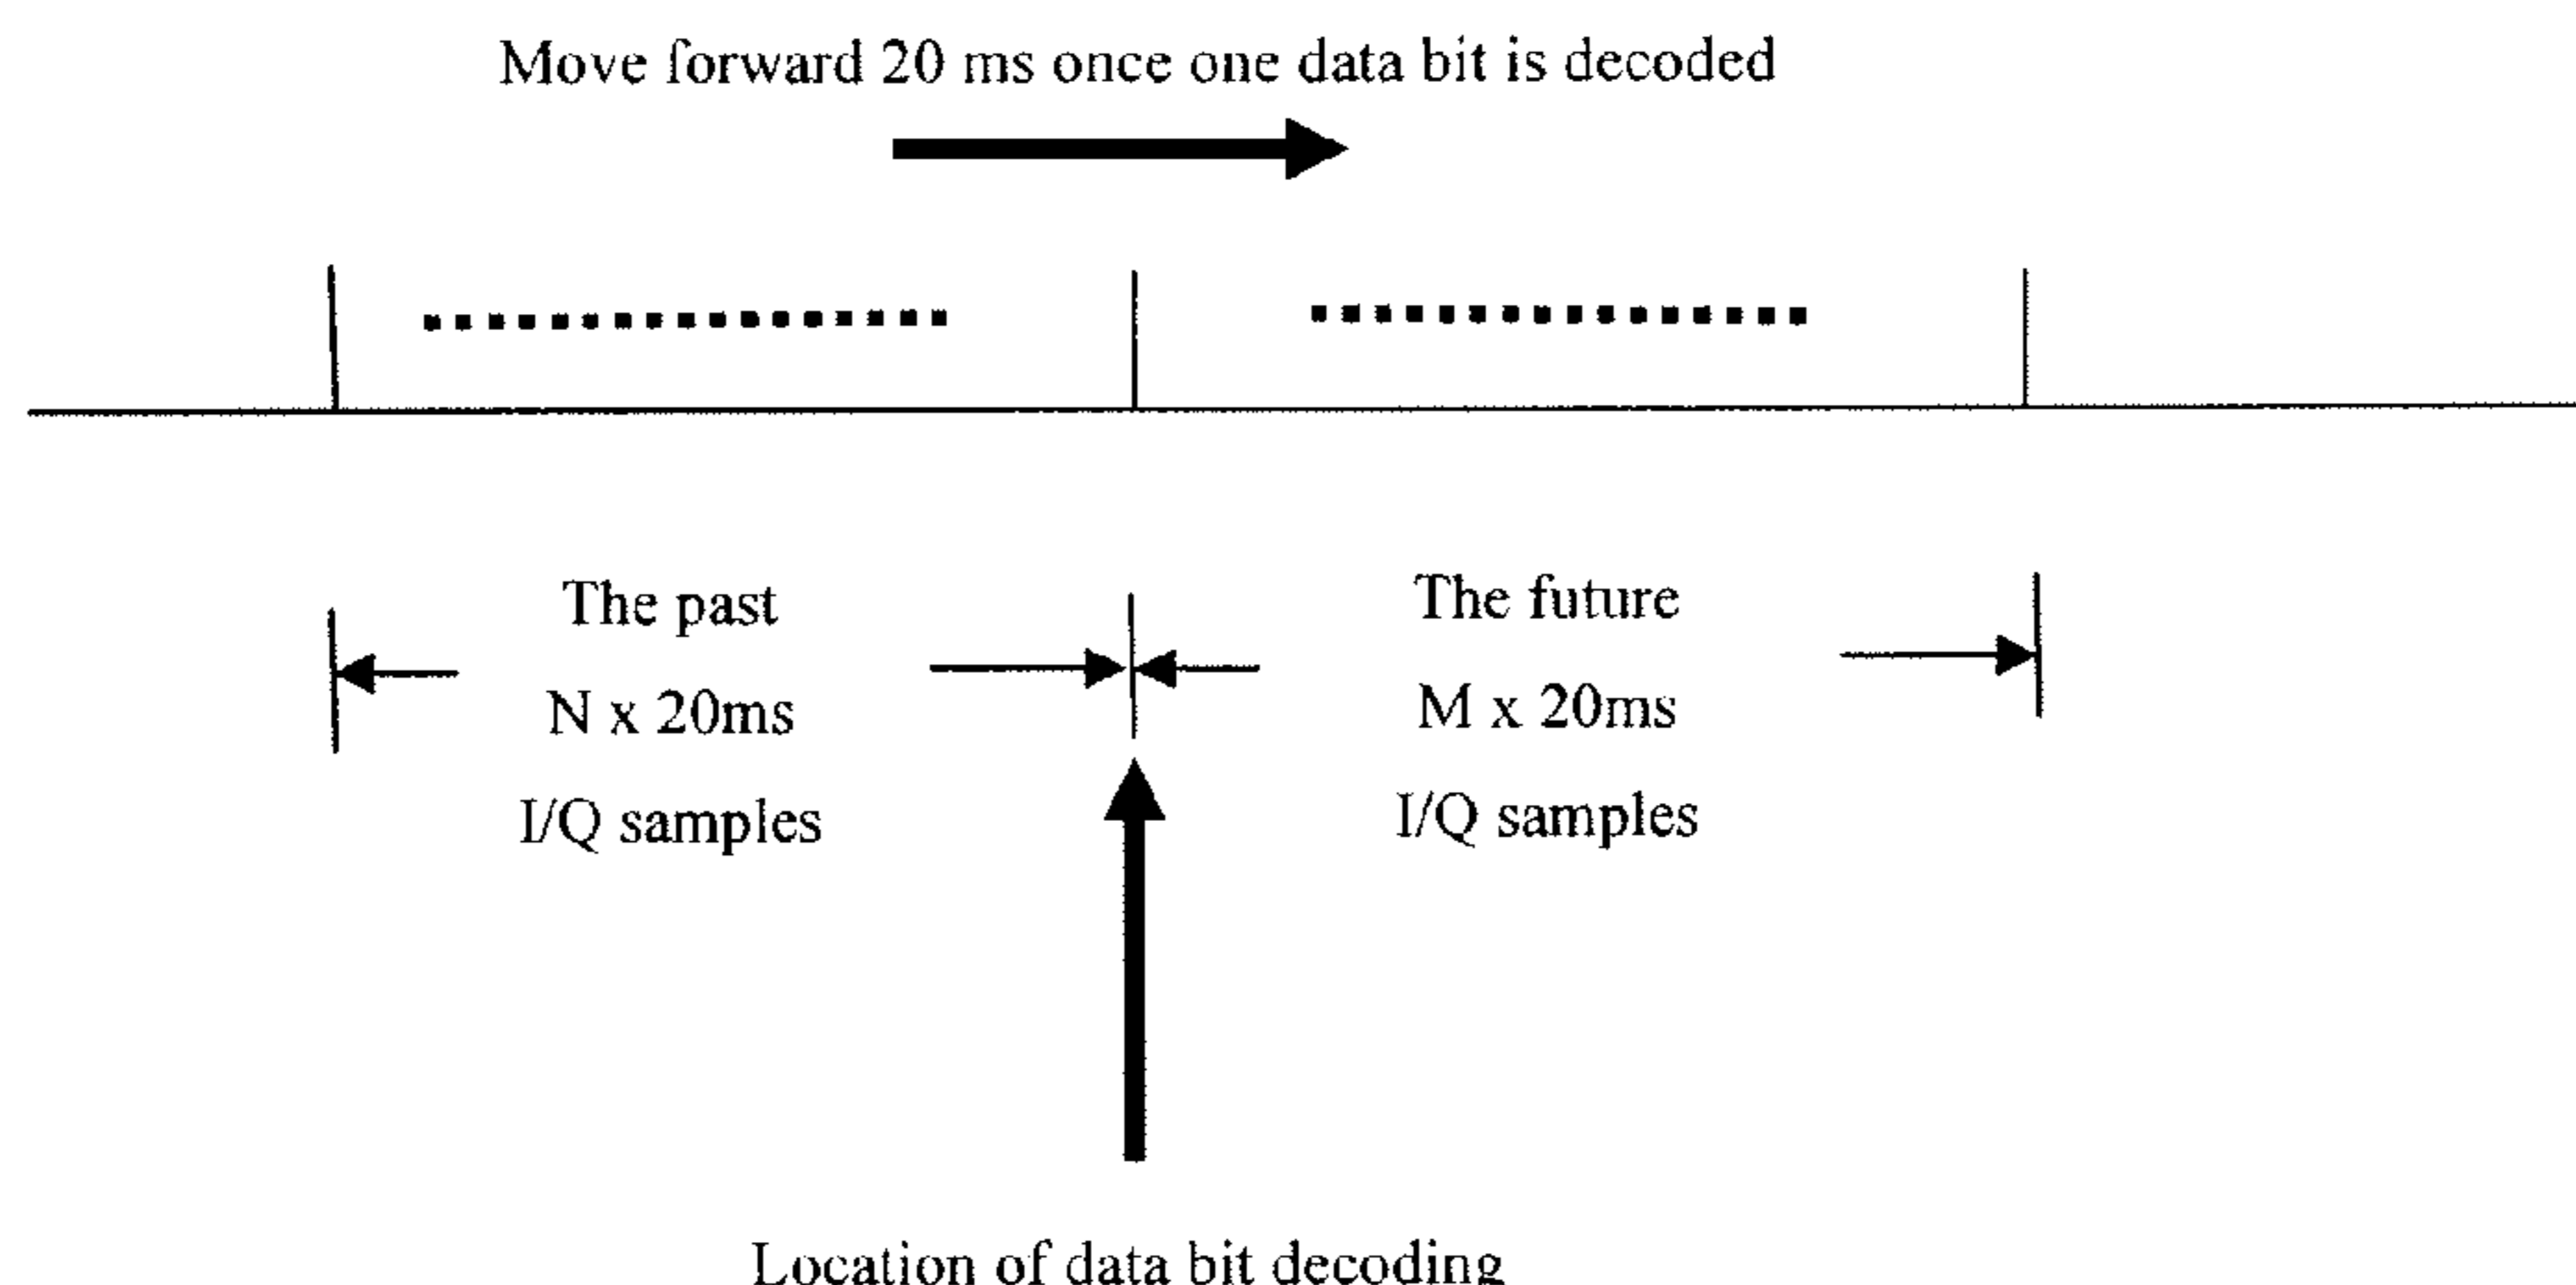 Move forward 20 ms once one data bit is decoded
The past
N x 20ms
I/Q samples
The future
M x 20ms
I/Q samples
Location of data bit decoding